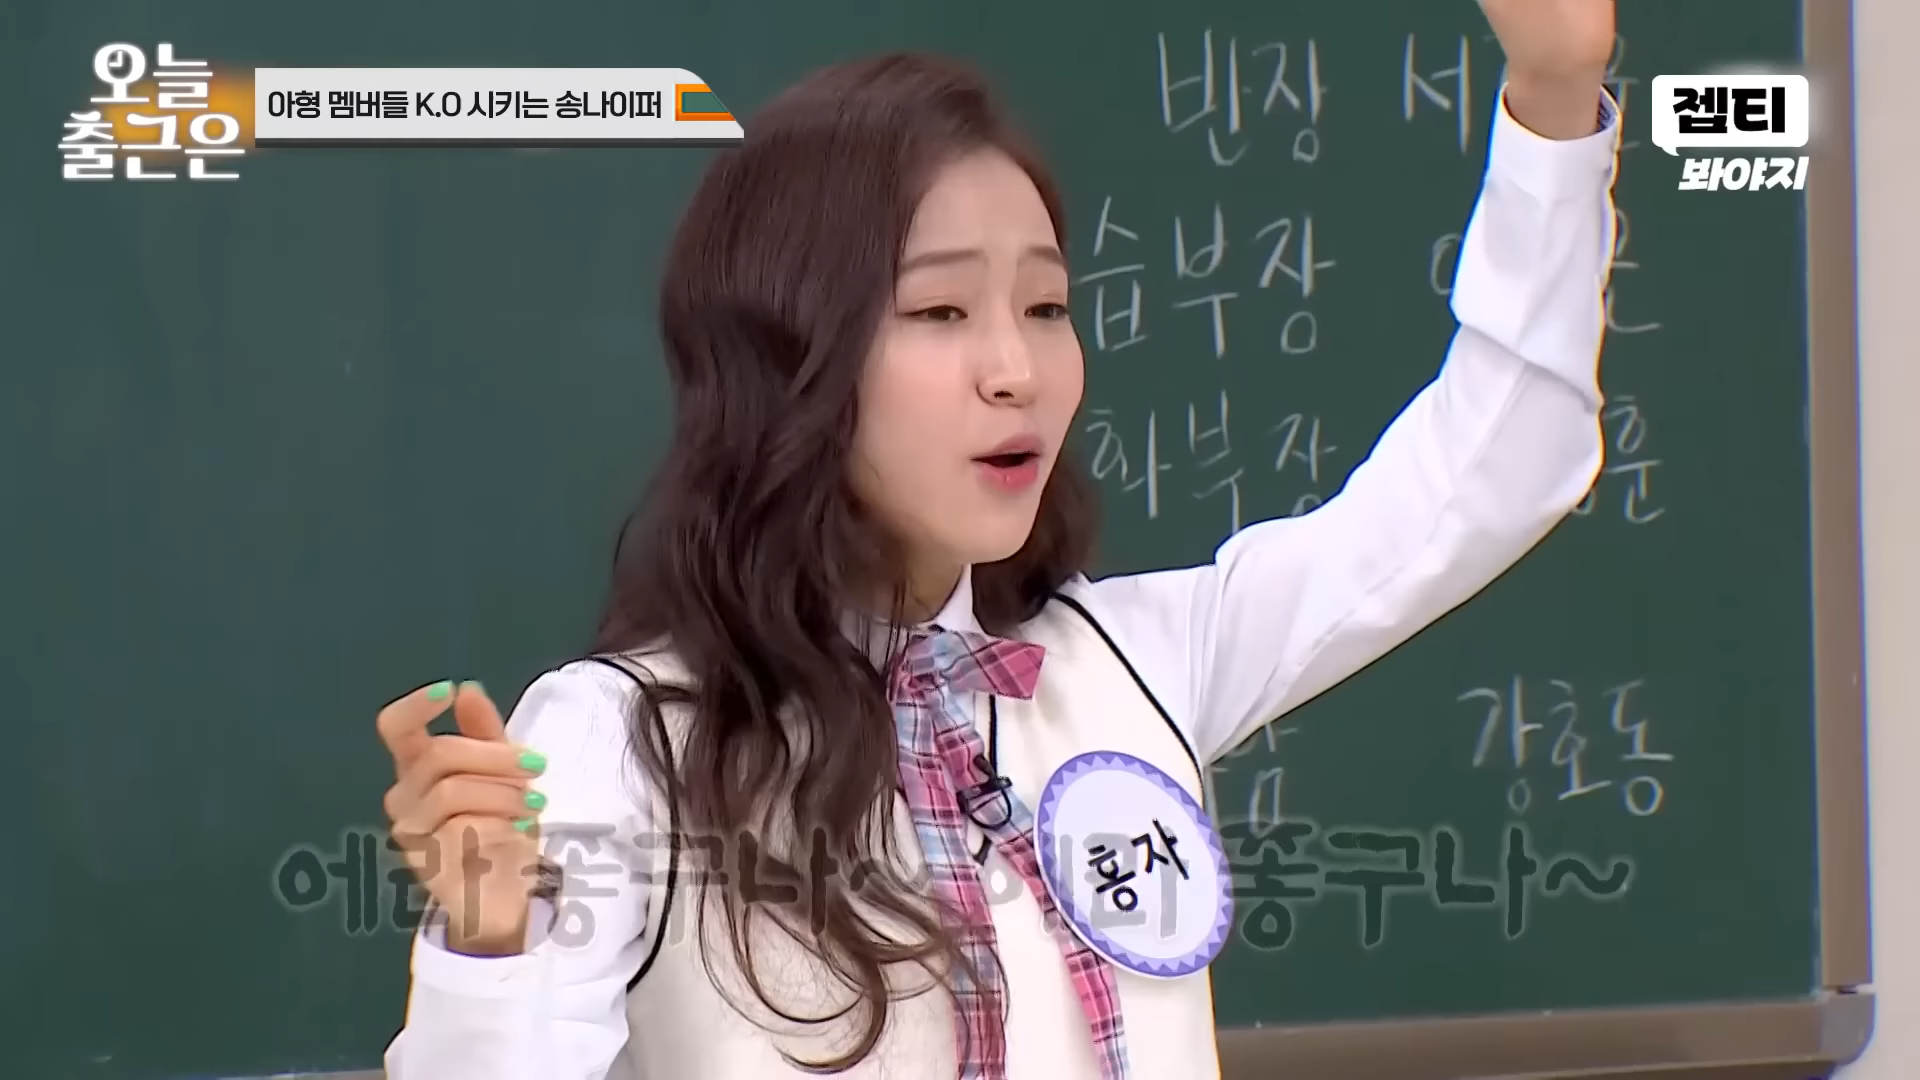 오늘
출근은
아형 멤버들 K.O 시키는 송나이퍼
젭티
봐야지
반장 서
습부장
화부장 훈
강호동
홍자
에라 좋구나~ 에라 좋구나~